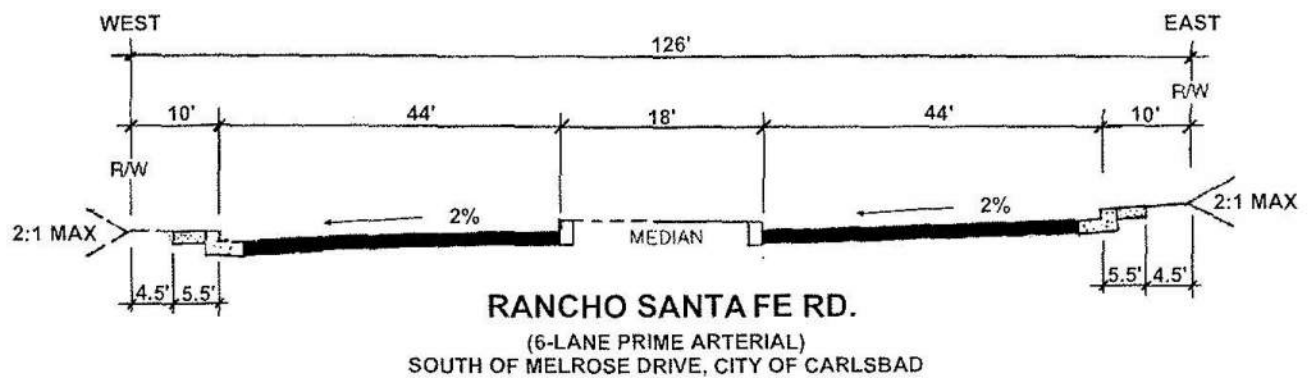 WEST
EAST
126'
R/W
10'
44'
18'
44'
10'
R/W
2:1 MAX
2%
MEDIAN
2%
2:1 MAX
4.5'
5.5'
5.5'
4.5'
RANCHO SANTA FE RD.
(6-LANE PRIME ARTERIAL)
SOUTH OF MELROSE DRIVE, CITY OF CARLSBAD